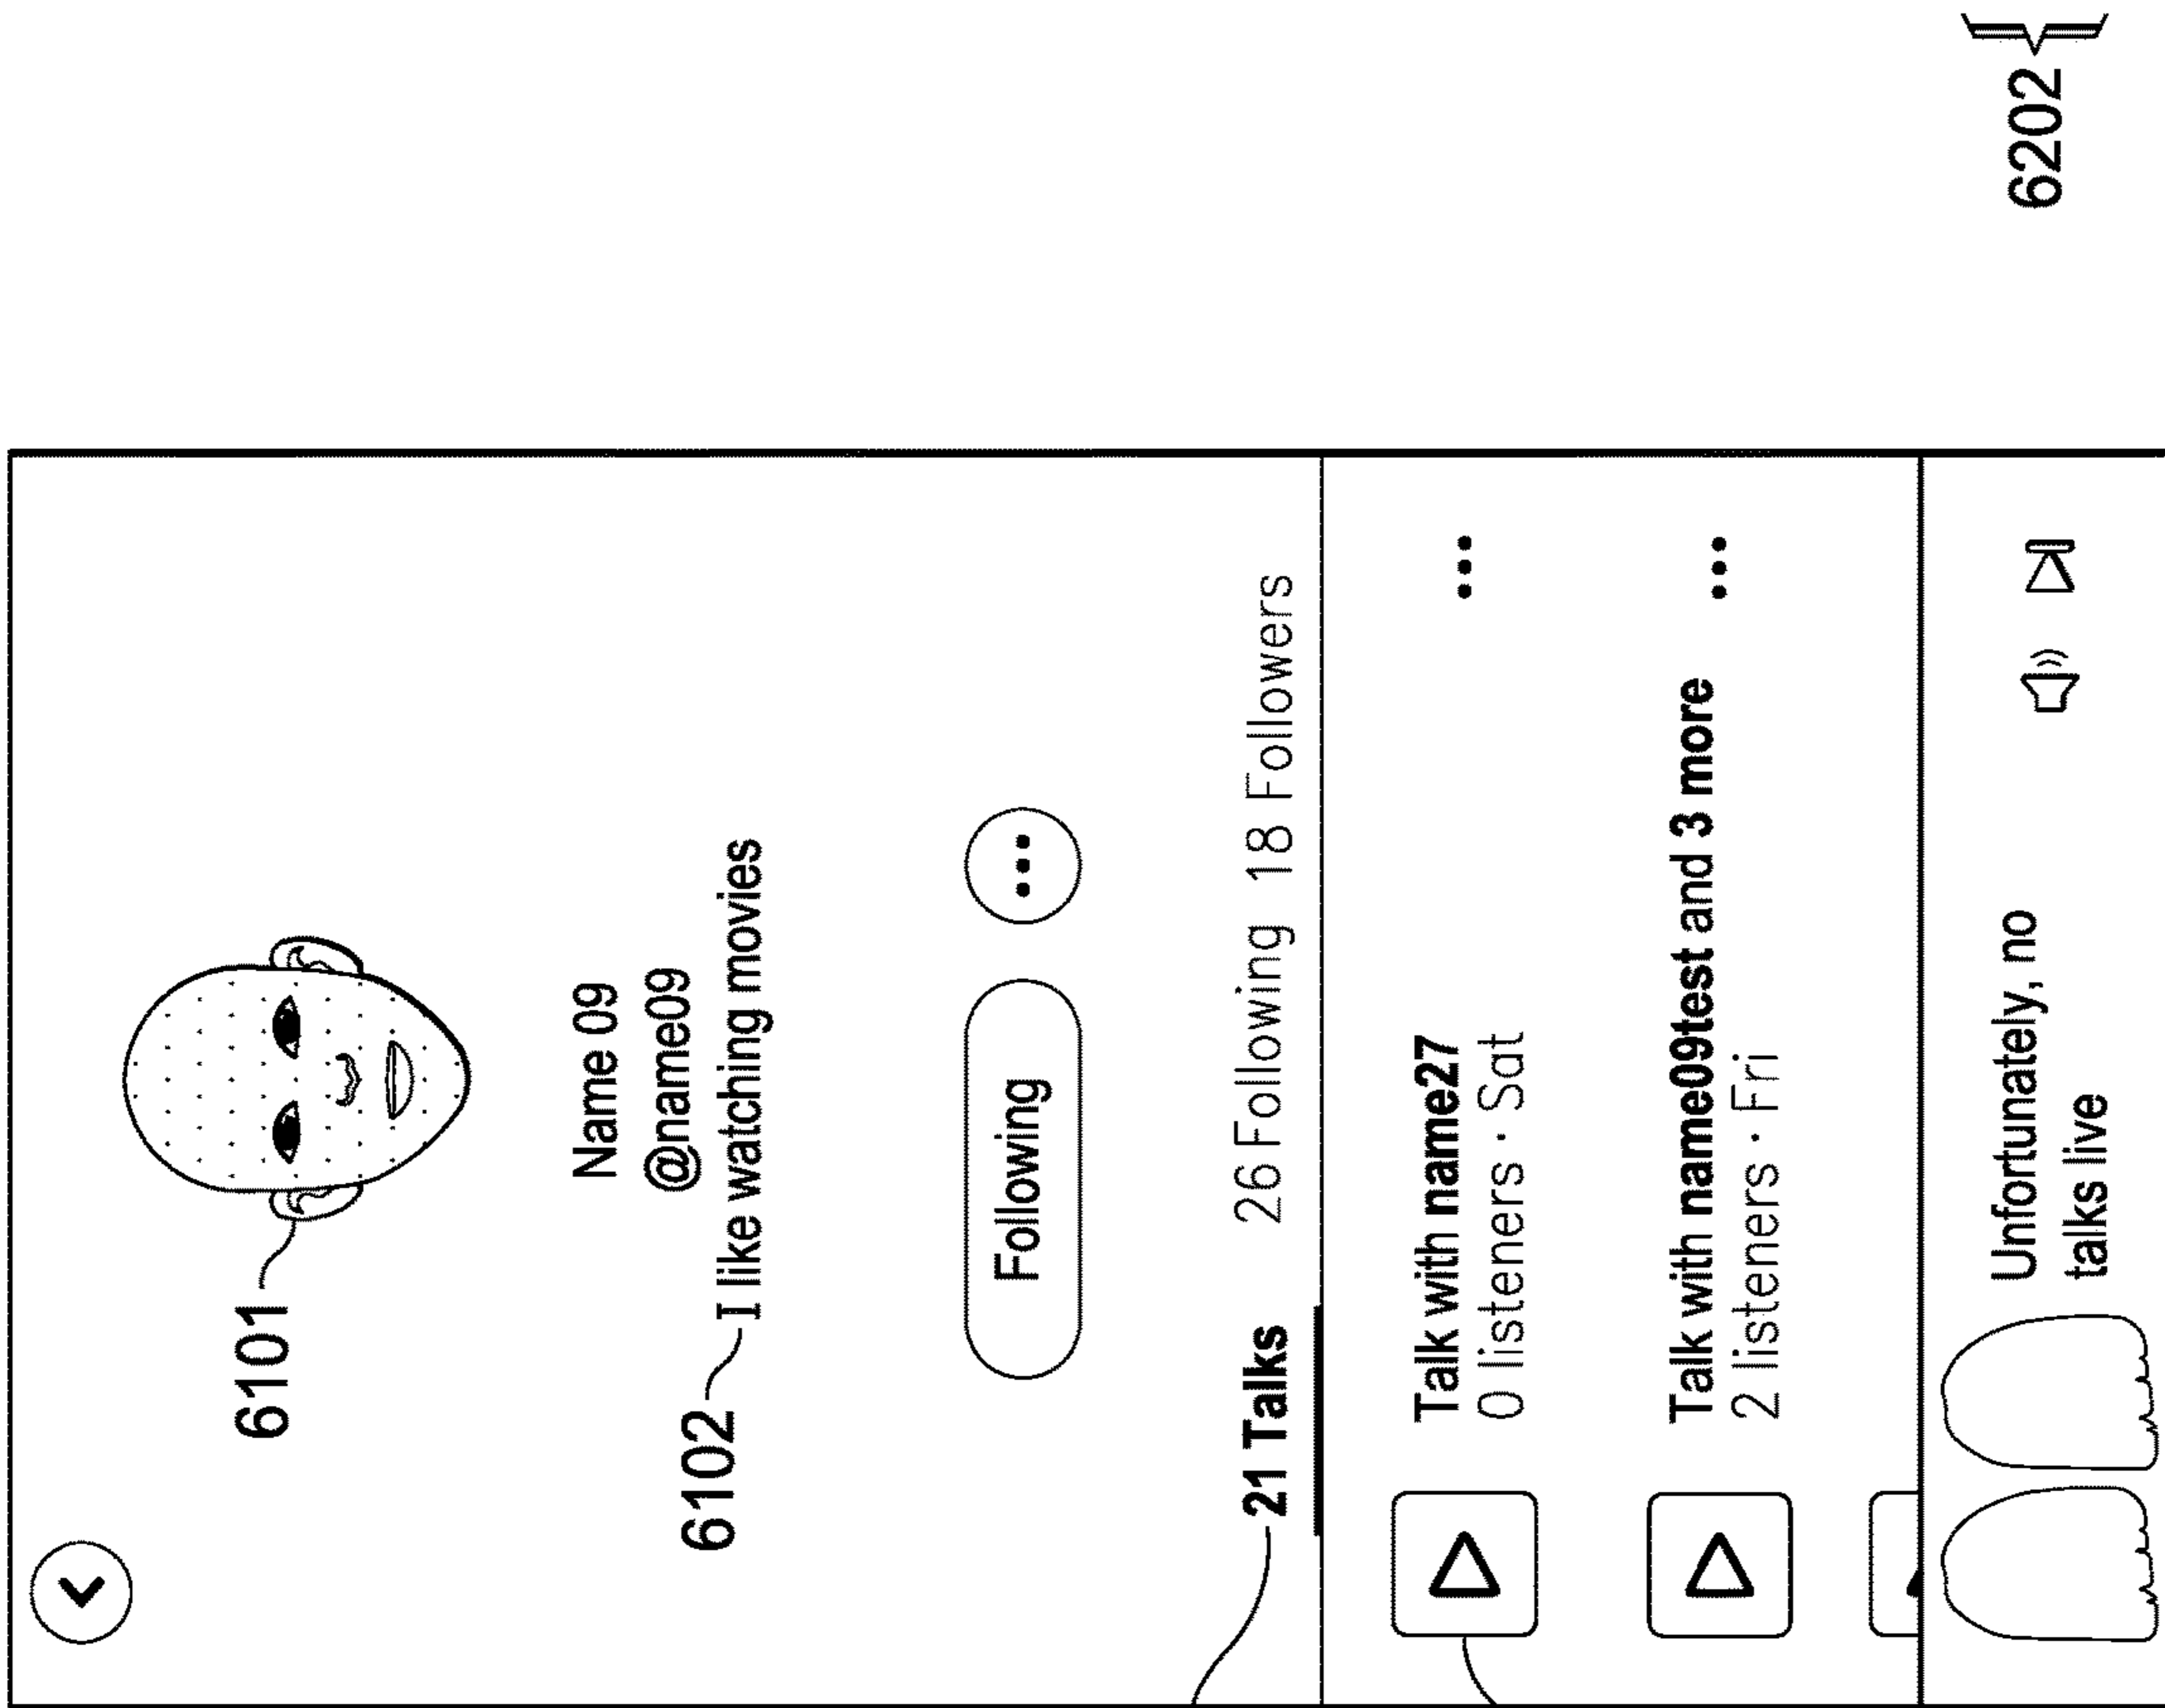 6101
Name 09
@name09
6102 I like watching movies
Following
21 Talks 26 Following 18 Followers
Talk with name27
0 listeners · Sat
Talk with name09test and 3 more
2 listeners · Fri
Unfortunately, no
talks live
6202